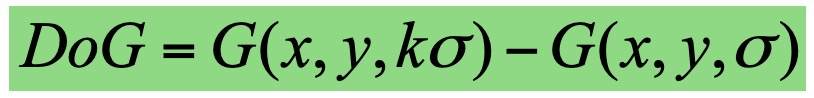 DoG = G(x, y, kσ) − G(x, y, σ)